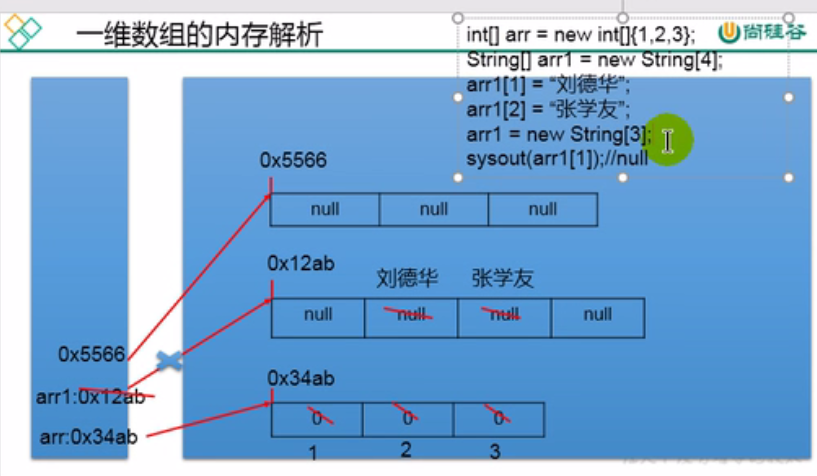 一维数组的内存解析
尚硅谷
int[] arr = new int[]{1,2,3};
String[] arr1 = new String[4];
arr1[1] = “刘德华”;
arr1[2] = “张学友”;
arr1 = new String[3];
sysout(arr1[1]);//null
0x5566
null null null
0x12ab
刘德华 张学友
null null null null
0x5566
0x34ab
arr1:0x12ab
0 0 0
arr:0x34ab
1 2 3